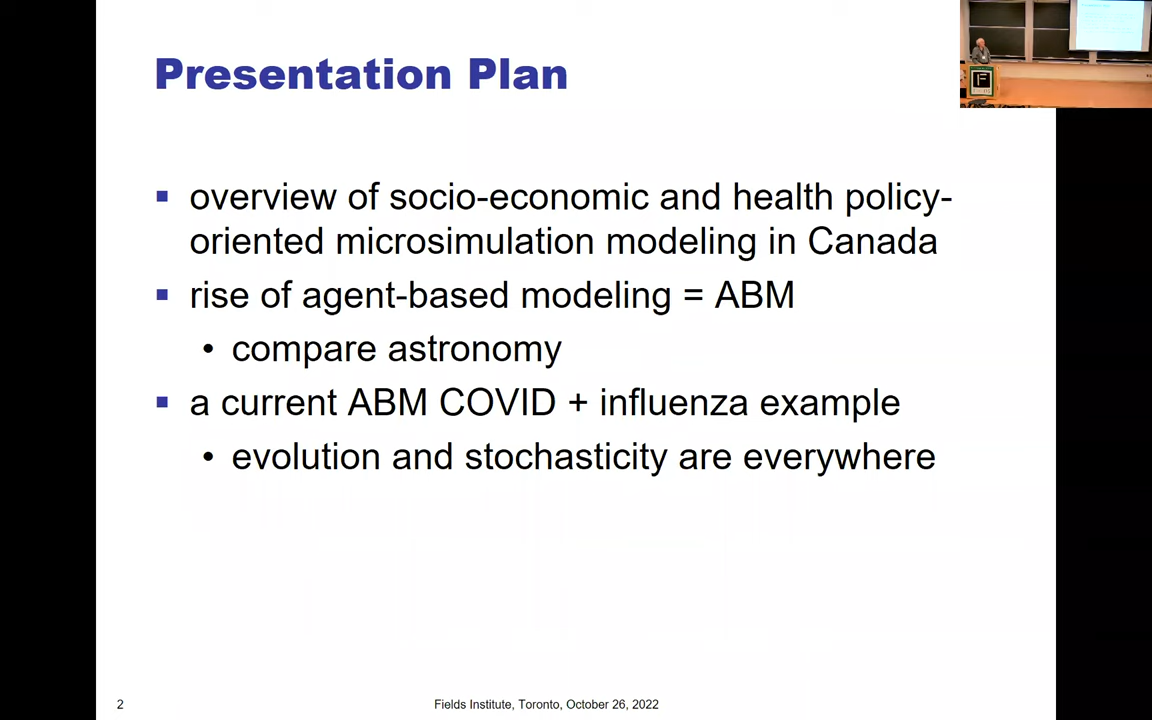 Presentation Plan
overview of socio-economic and health policy-
oriented microsimulation modeling in Canada
rise of agent-based modeling = ABM
compare astronomy
a current ABM COVID + influenza example
evolution and stochasticity are everywhere
2
Fields Institute, Toronto, October 26, 2022